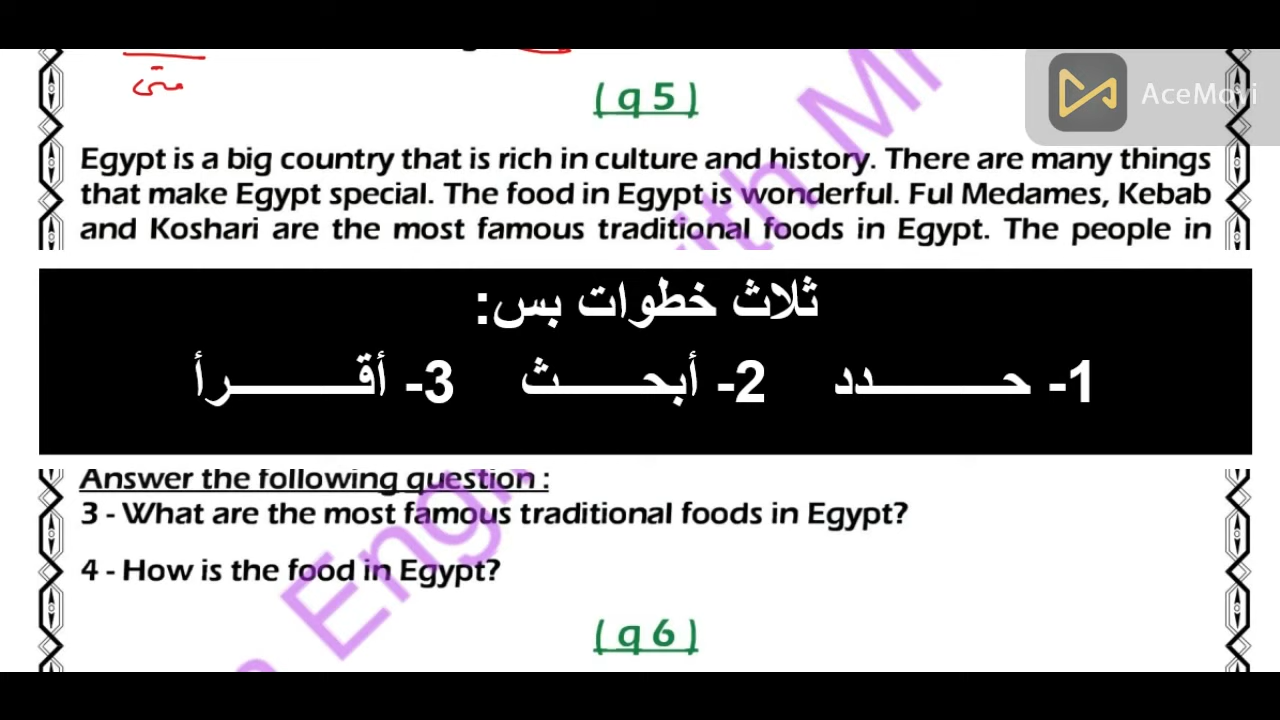 متى
( q 5 )
AceMovi
Egypt is a big country that is rich in culture and history. There are many things
that make Egypt special. The food in Egypt is wonderful. Ful Medames, Kebab
and Koshari are the most famous traditional foods in Egypt. The people in
ثلاث خطوات بس:
1- حـــــــــدد 2- أبحـــــث 3- أقـــــــــرأ
Answer the following question :
3 - What are the most famous traditional foods in Egypt?
4 - How is the food in Egypt?
( q 6 )